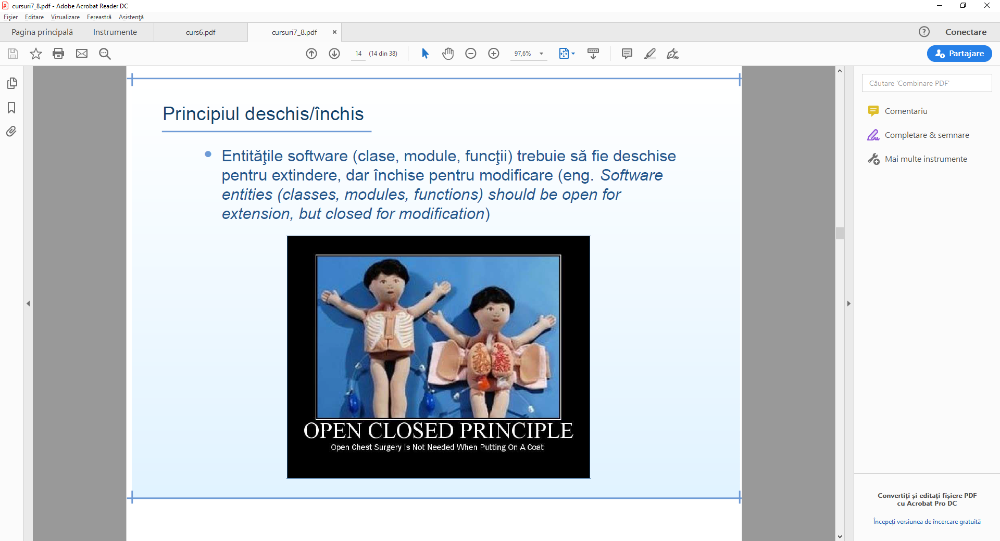 cursuri7_8.pdf - Adobe Acrobat Reader DC
Fișier Editare Vizualizare Fereastră Asistență
Pagina principală Instrumente curs6.pdf cursuri7_8.pdf
Conectare
14 (14 din 38) 97,6%
Partajare
Principiul deschis/închis
Entităţile software (clase, module, funcţii) trebuie să fie deschise
pentru extindere, dar închise pentru modificare (eng. Software
entities (classes, modules, functions) should be open for
extension, but closed for modification)
OPEN CLOSED PRINCIPLE
Open Chest Surgery Is Not Needed When Putting On A Coat
Căutare 'Combinare PDF'
Comentariu
Completare & semnare
Mai multe instrumente
Convertiți și editați fișiere PDF
cu Acrobat Pro DC
Începeți versiunea de încercare gratuită